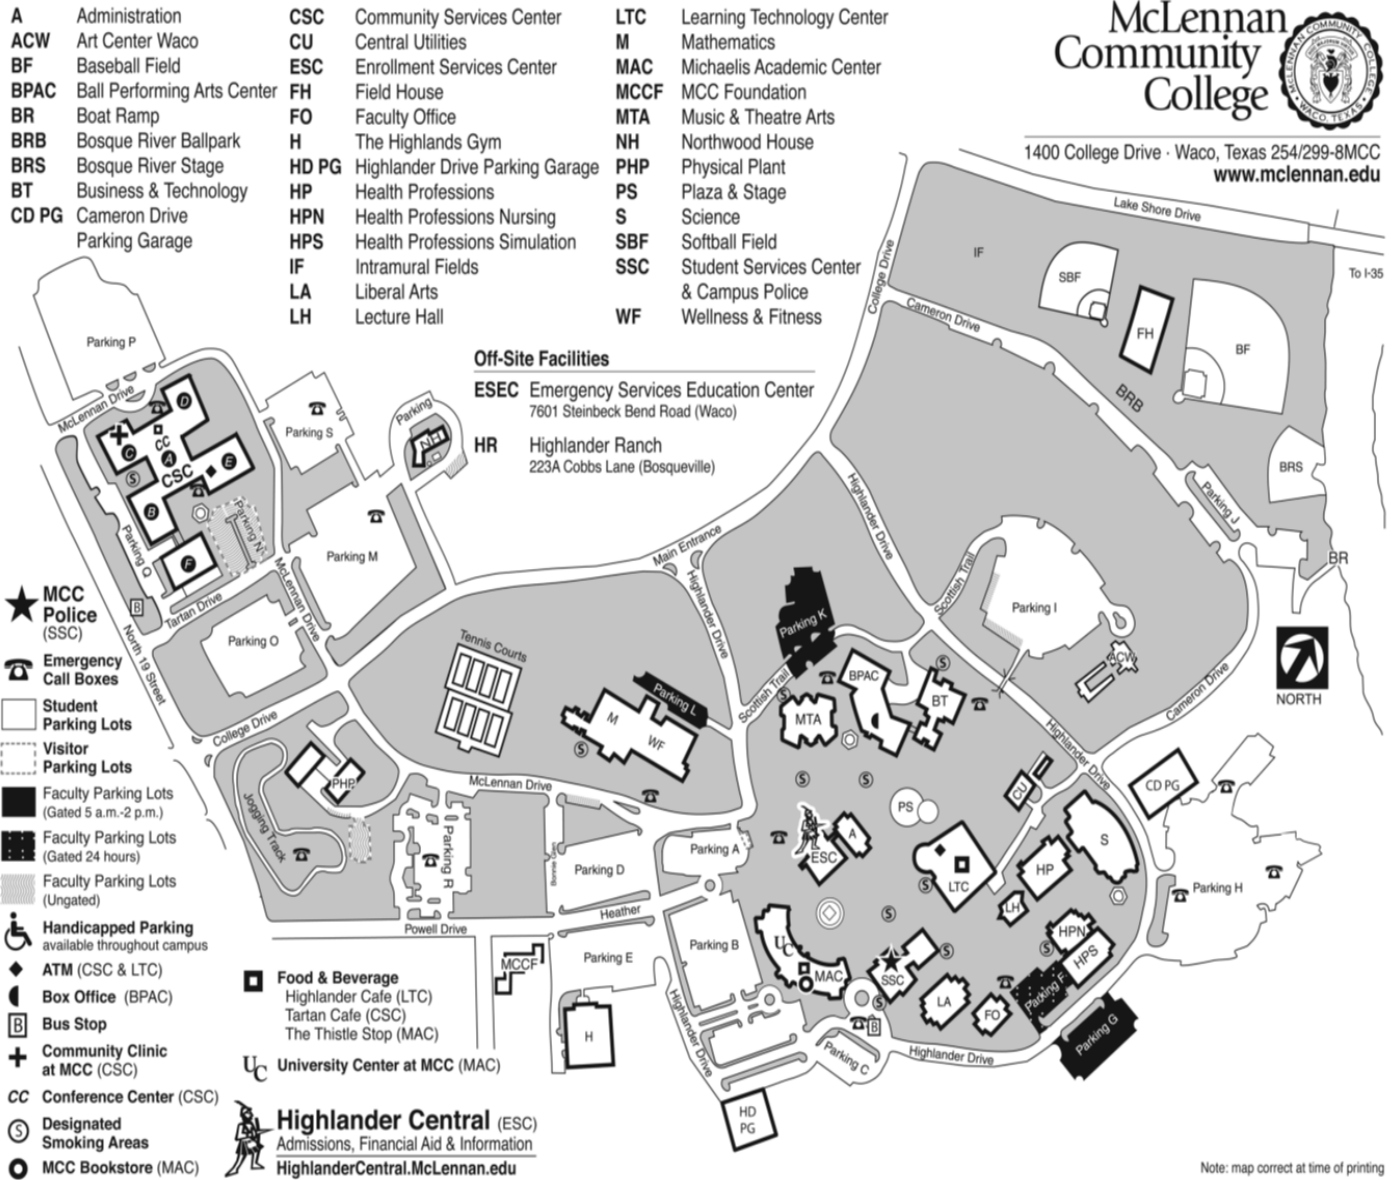 A Administration
ACW Art Center Waco
BF Baseball Field
BPAC Ball Performing Arts Center
BR Boat Ramp
BRB Bosque River Ballpark
BRS Bosque River Stage
BT Business & Technology
CD PG Cameron Drive
Parking Garage
CSC Community Services Center
CU Central Utilities
ESC Enrollment Services Center
FH Field House
FO Faculty Office
H The Highlands Gym
HD PG Highlander Drive Parking Garage
HP Health Professions
HPN Health Professions Nursing
HPS Health Professions Simulation
IF Intramural Fields
LA Liberal Arts
LH Lecture Hall
LTC Learning Technology Center
M Mathematics
MAC Michaelis Academic Center
MCCF MCC Foundation
MTA Music & Theatre Arts
NH Northwood House
PHP Physical Plant
PS Plaza & Stage
S Science
SBF Softball Field
SSC Student Services Center
& Campus Police
WF Wellness & Fitness
McLennan
Community
College
McLENNAN COMMUNITY COLLEGE
WACO, TEXAS
1400 College Drive · Waco, Texas 254/299-8MCC
www.mclennan.edu
Off-Site Facilities
ESEC Emergency Services Education Center
7601 Steinbeck Bend Road (Waco)
HR Highlander Ranch
223A Cobbs Lane (Bosqueville)
Lake Shore Drive
To I-35
IF
SBF
FH
BF
BRB
BRS
BR
College Drive
Cameron Drive
Parking J
Parking P
McLennan Drive
D
C
CC
A
CSC
E
S
B
F
Parking N
Parking Q
B
Parking S
Parking
NH
Parking M
McLennan Drive
Tartan Drive
Parking O
North 19 Street
College Drive
Main Entrance
Highlander Drive
Highlander Drive
Scottish Trail
Parking I
ACW
Cameron Drive
NORTH
Tennis Courts
Parking K
Parking L
Scottish Trail
S
M
WF
S
MTA
BPAC
BT
S
S
S
PS
Highlander Drive
CU
CD PG
PHP
Jogging Track
McLennan Drive
Parking R
Bonnie Glen
Parking D
Parking A
ESC
A
LTC
S
HP
S
LH
Parking H
Heather
Powell Drive
MCCF
Parking E
Parking B
H
UC
MAC
S
SSC
S
S
LA
FO
HPN
HPS
S
Parking F
Parking G
B
Parking C
Highlander Drive
Highlander Drive
HD
PG
MCC
Police
(SSC)
Emergency
Call Boxes
Student
Parking Lots
Visitor
Parking Lots
Faculty Parking Lots
(Gated 5 a.m.-2 p.m.)
Faculty Parking Lots
(Gated 24 hours)
Faculty Parking Lots
(Ungated)
Handicapped Parking
available throughout campus
ATM (CSC & LTC)
Box Office (BPAC)
B Bus Stop
Community Clinic
at MCC (CSC)
CC Conference Center (CSC)
S Designated
Smoking Areas
MCC Bookstore (MAC)
Food & Beverage
Highlander Cafe (LTC)
Tartan Cafe (CSC)
The Thistle Stop (MAC)
UC University Center at MCC (MAC)
Highlander Central (ESC)
Admissions, Financial Aid & Information
HighlanderCentral.McLennan.edu
Note: map correct at time of printing